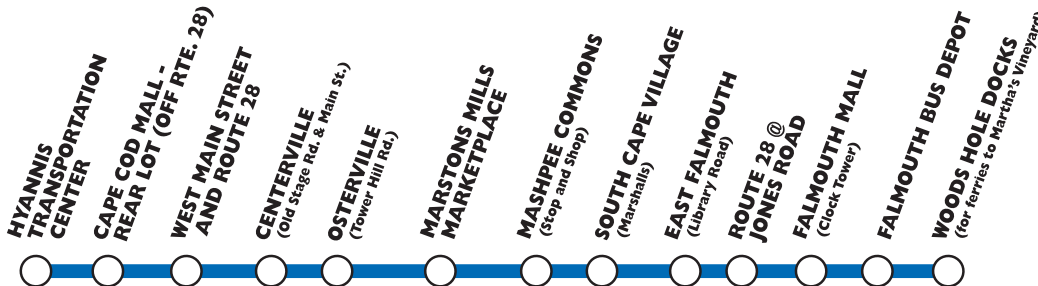 HYANNIS
TRANSPORTATION
CENTER
CAPE COD MALL -
REAR LOT (OFF RTE. 28)
WEST MAIN STREET
AND ROUTE 28
CENTERVILLE
(Old Stage Rd. & Main St.)
OSTERVILLE
(Tower Hill Rd.)
MARSTONS MILLS
MARKETPLACE
MASHPEE COMMONS
(Stop and Shop)
SOUTH CAPE VILLAGE
(Marshalls)
EAST FALMOUTH
(Library Road)
ROUTE 28 @
JONES ROAD
FALMOUTH MALL
(Clock Tower)
FALMOUTH BUS DEPOT
WOODS HOLE DOCKS
(for ferries to Martha's Vineyard)